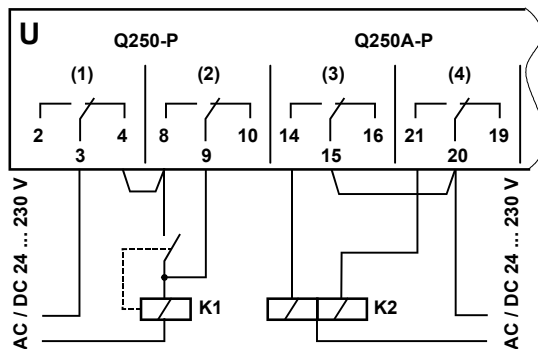 U
Q250-P Q250A-P
(1) (2) (3) (4)
2 4 8 10 14 16 21 19
3 9 15 20
AC / DC 24 ... 230 V
AC / DC 24 ... 230 V
K1 K2